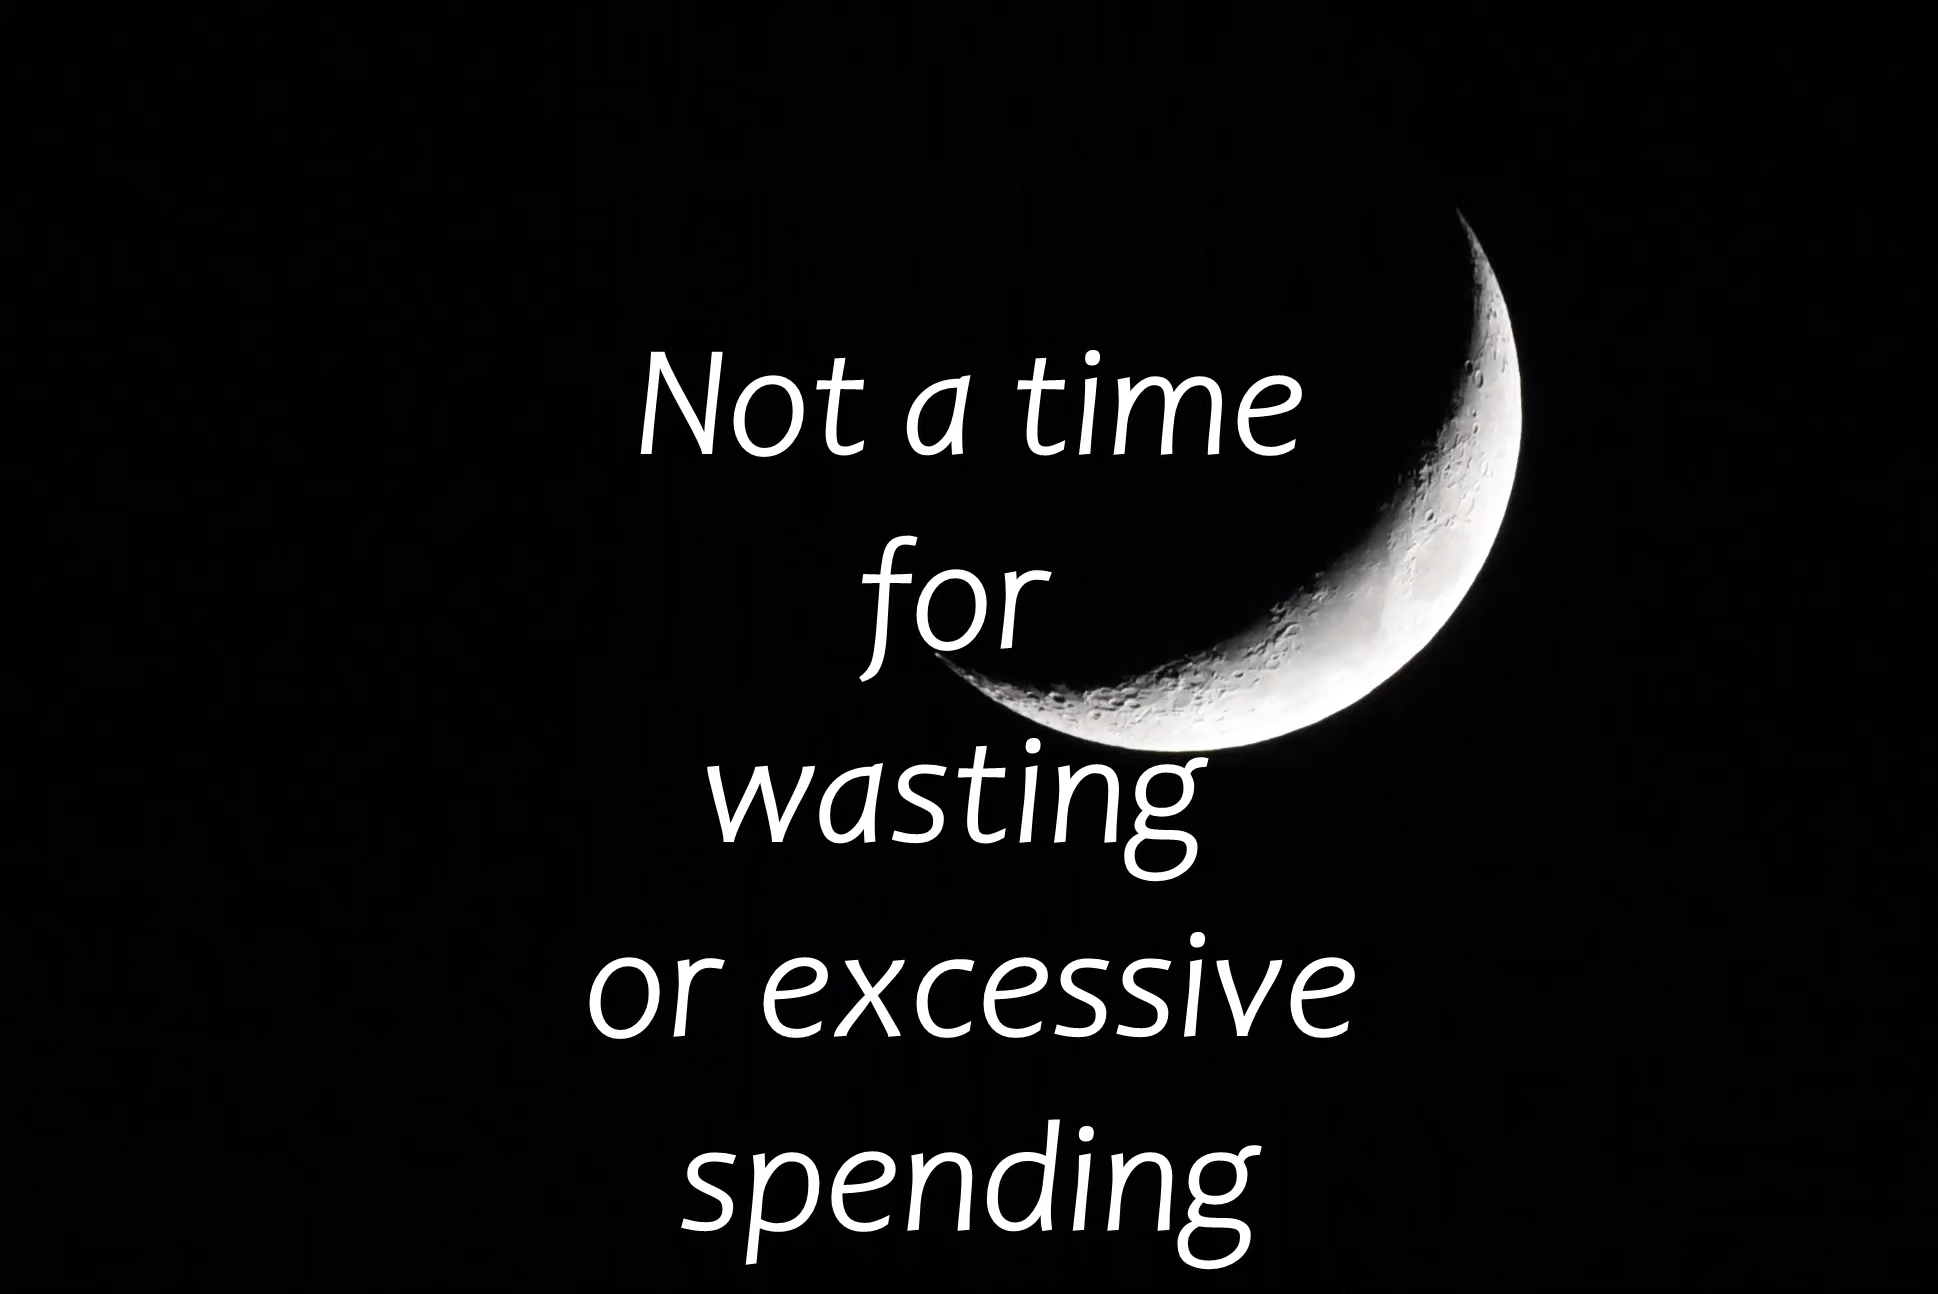 Not a time
for
wasting
or excessive
spending